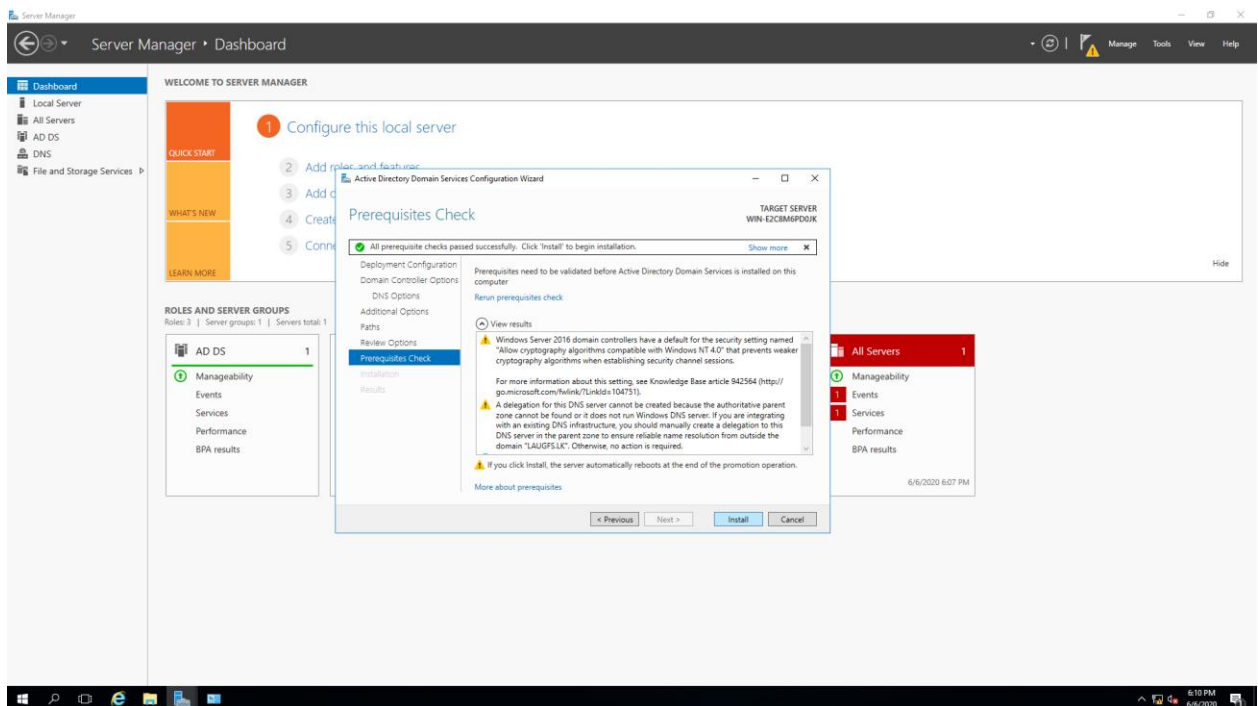 Server Manager
Server Manager • Dashboard
Manage Tools View Help
Dashboard
Local Server
All Servers
AD DS
DNS
File and Storage Services
WELCOME TO SERVER MANAGER
QUICK START
WHAT'S NEW
LEARN MORE
1 Configure this local server
2 Add roles and features
3 Add
4 Create
5
Hide
ROLES AND SERVER GROUPS
Roles: 3 | Server groups: 1 | Servers total: 1
AD DS 1
Manageability
Events
Services
Performance
BPA results
Active Directory Domain Services Configuration Wizard
Prerequisites Check
TARGET SERVER
WIN-E2C8M6PD0JK
All prerequisite checks passed successfully. Click 'Install' to begin installation. Show more
Deployment Configuration
Domain Controller Options
DNS Options
Additional Options
Paths
Review Options
Prerequisites Check
Installation
Results
Prerequisites need to be validated before Active Directory Domain Services is installed on this
computer
Rerun prerequisites check
View results
Windows Server 2016 domain controllers have a default for the security setting named
"Allow cryptography algorithms compatible with Windows NT 4.0" that prevents weaker
cryptography algorithms when establishing security channel sessions.
For more information about this setting, see Knowledge Base article 942564 (http://
go.microsoft.com/fwlink/?LinkId=104751).
A delegation for this DNS server cannot be created because the authoritative parent
zone cannot be found or it does not run Windows DNS server. If you are integrating
with an existing DNS infrastructure, you should manually create a delegation to this
DNS server in the parent zone to ensure reliable name resolution from outside the
domain "LAUGFS.LK". Otherwise, no action is required.
If you click Install, the server automatically reboots at the end of the promotion operation.
More about prerequisites
< Previous Next > Install Cancel
All Servers 1
Manageability
1 Events
1 Services
Performance
BPA results
6/6/2020 6:07 PM
6:10 PM
6/6/2020